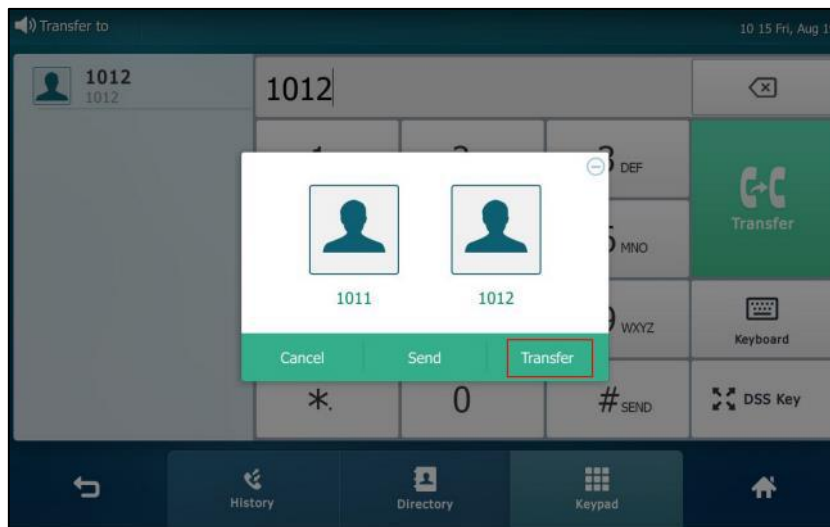 Transfer to
10 15 Fri, Aug 1
1012
1012
1012
DEF
MNO
WXYZ
1011
1012
Cancel
Send
Transfer
Transfer
Keyboard
*.
0
# SEND
DSS Key
History
Directory
Keypad